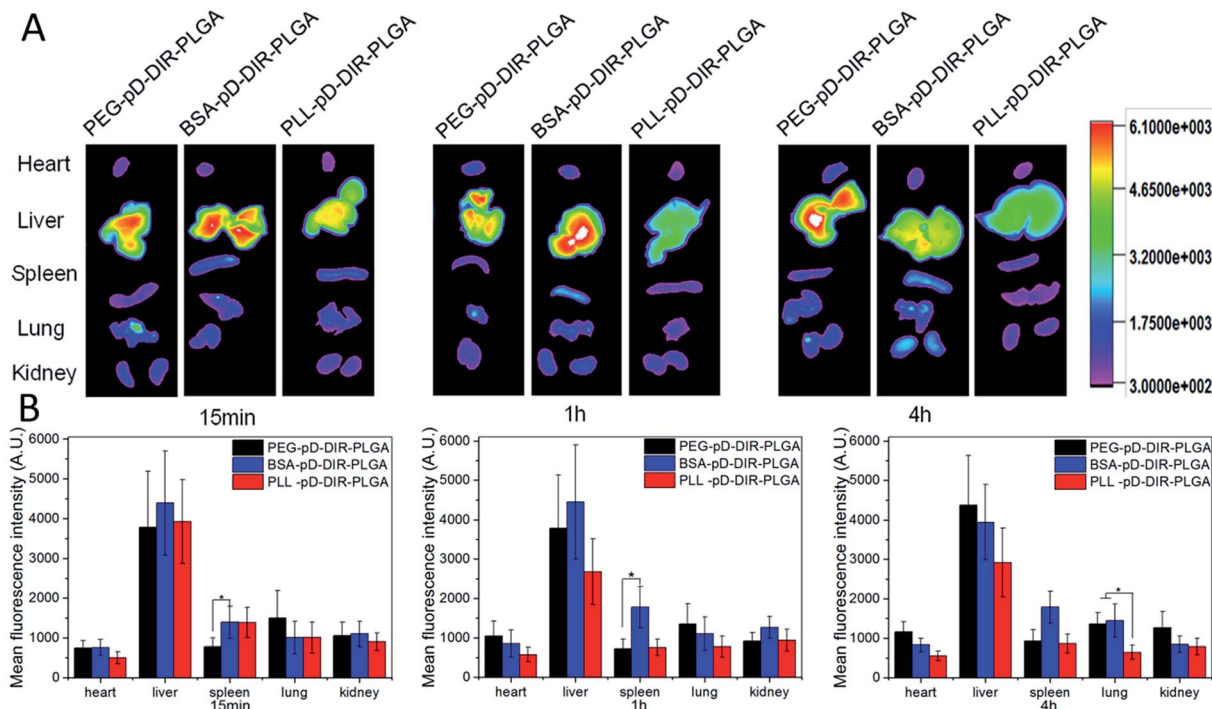 A
PEG-pD-DIR-PLGA
BSA-pD-DIR-PLGA
PLL-pD-DIR-PLGA
PEG-pD-DIR-PLGA
BSA-pD-DIR-PLGA
PLL-pD-DIR-PLGA
PEG-pD-DIR-PLGA
BSA-pD-DIR-PLGA
PLL-pD-DIR-PLGA
Heart
Liver
Spleen
Lung
Kidney
6.1000e+003
4.6500e+003
3.2000e+003
1.7500e+003
3.0000e+002
15min
1h
4h
B
Mean fluorescence intensity (A.U.)
6000
5000
4000
3000
2000
1000
0
PEG-pD-DIR-PLGA
BSA-pD-DIR-PLGA
PLL -pD-DIR-PLGA
*
heart liver spleen lung kidney
15min
Mean fluorescence intensity (A.U.)
6000
5000
4000
3000
2000
1000
0
PEG-pD-DIR-PLGA
BSA-pD-DIR-PLGA
PLL -pD-DIR-PLGA
*
heart liver spleen lung kidney
1h
Mean fluorescence intensity (A.U.)
6000
5000
4000
3000
2000
1000
0
PEG-pD-DIR-PLGA
BSA-pD-DIR-PLGA
PLL -pD-DIR-PLGA
*
heart liver spleen lung kidney
4h